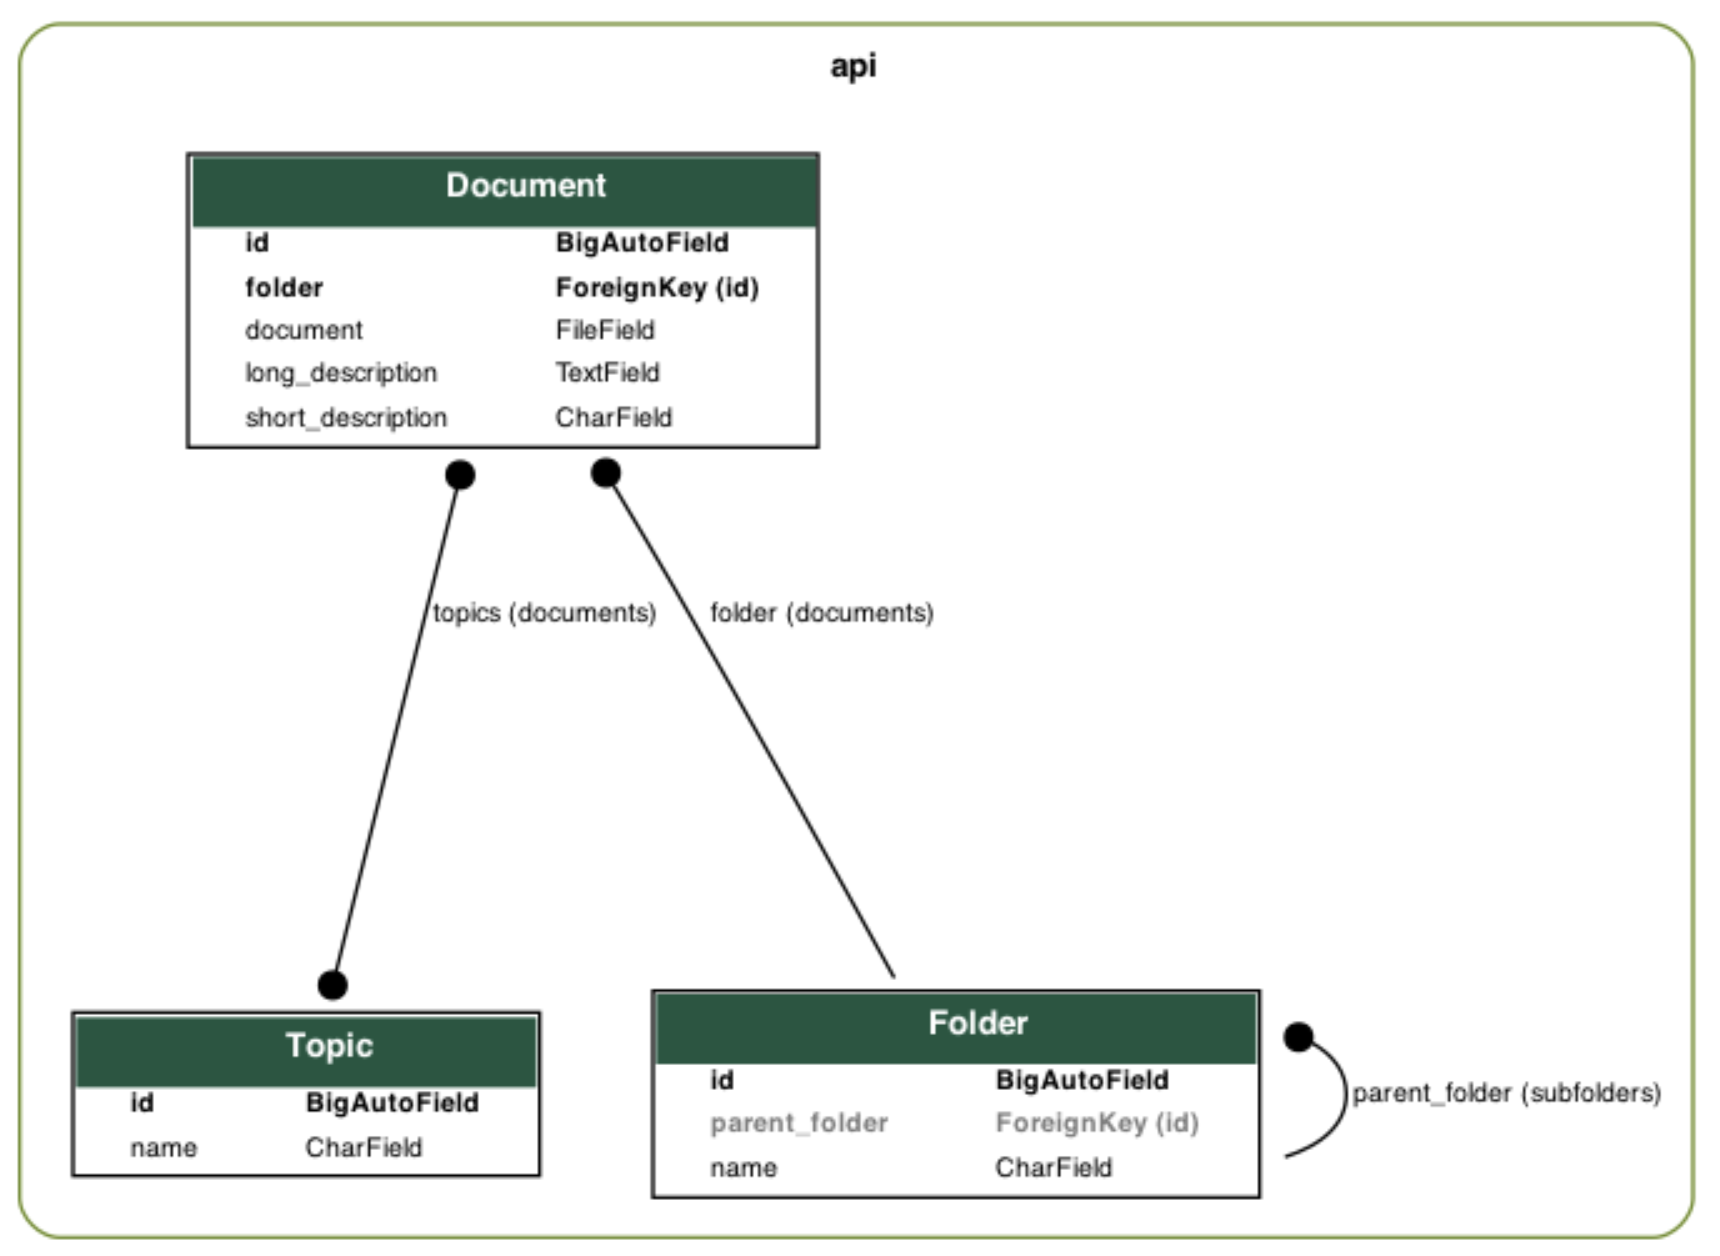 api
Document
id BigAutoField
folder ForeignKey (id)
document FileField
long_description TextField
short_description CharField
topics (documents)
folder (documents)
Topic
id BigAutoField
name CharField
Folder
id BigAutoField
parent_folder ForeignKey (id)
name CharField
parent_folder (subfolders)